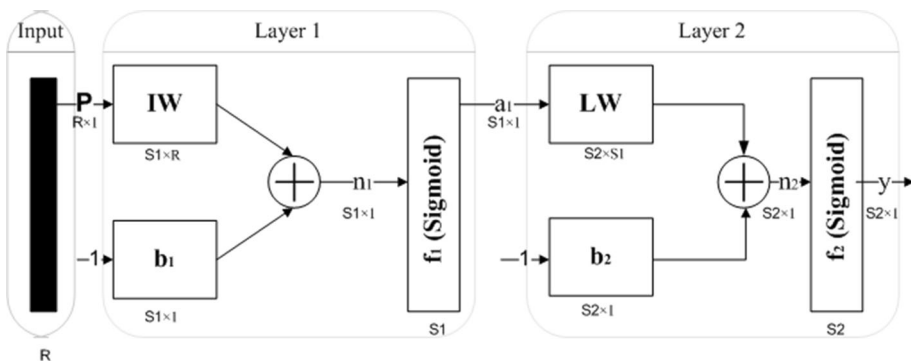 Input
Layer 1
Layer 2
P
R×1
IW
S1×R
a₁
S1×1
LW
S2×S1
n₁
S1×1
f₁ (Sigmoid)
n₂
S2×1
f₂ (Sigmoid)
y
S2×1
–1
b₁
S1×1
–1
b₂
S2×1
S1
S2
R